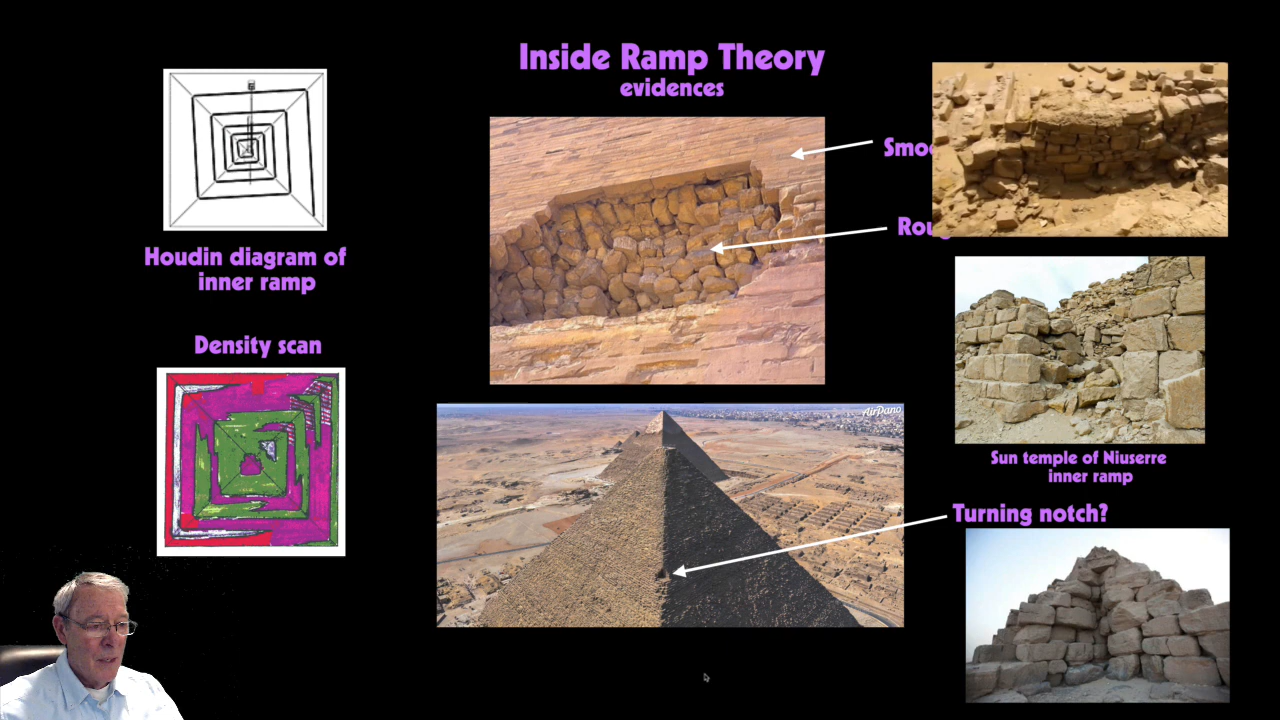 Inside Ramp Theory
evidences
Houdin diagram of
inner ramp
Density scan
Smoo
Roug
AirPano
Sun temple of Niuserre
inner ramp
Turning notch?